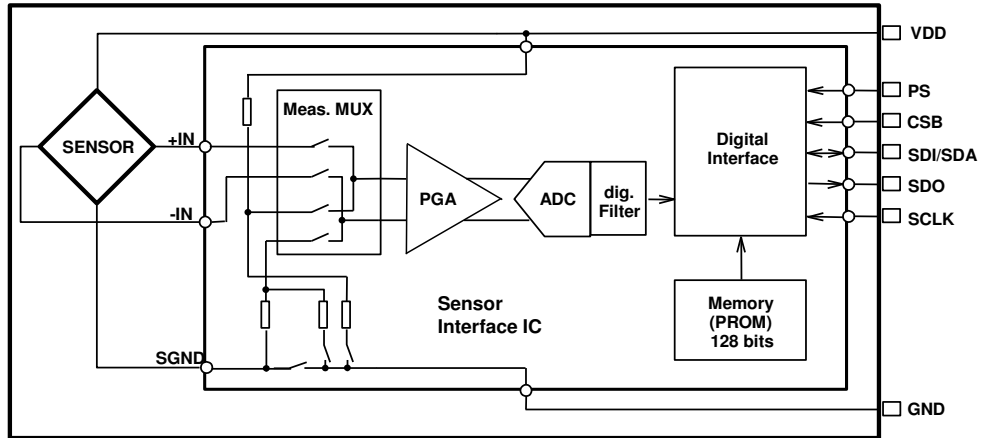 VDD
PS
CSB
SDI/SDA
SDO
SCLK
GND
SENSOR
+IN
-IN
SGND
Meas. MUX
PGA
ADC
dig.
Filter
Digital
Interface
Memory
(PROM)
128 bits
Sensor
Interface IC